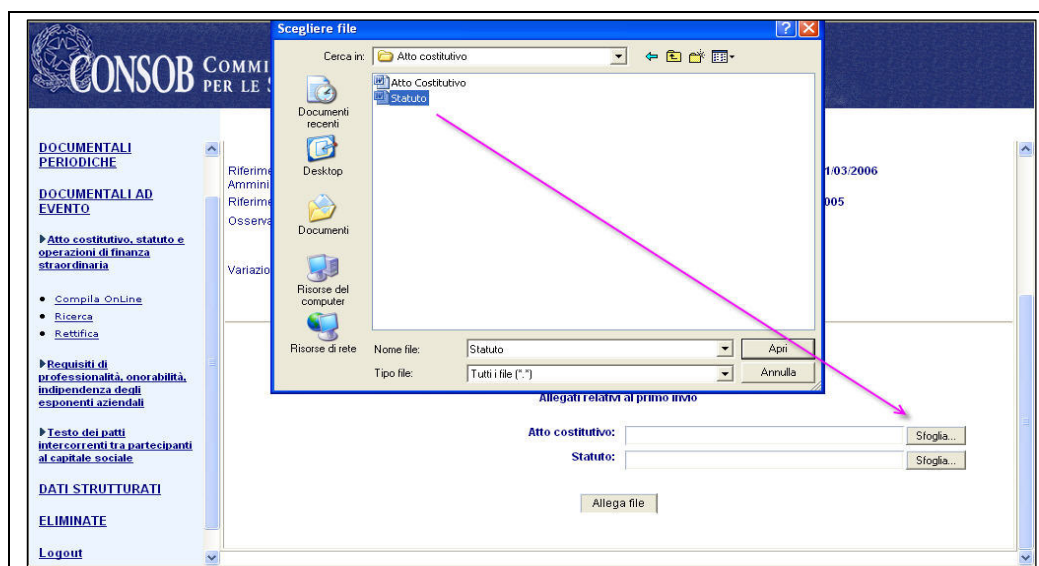 Scegliere file
CONSOB COMMI
PER LE
Cerca in: Atto costitutivo
Atto Costitutivo
Statuto
Documenti
recenti
Desktop
Documenti
Risorse del
computer
Risorse di rete
Nome file: Statuto Apri
Tipo file: Tutti i file (*.*) Annulla
DOCUMENTALI
PERIODICHE
DOCUMENTALI AD
EVENTO
Atto costitutivo, statuto e
operazioni di finanza
straordinaria
Compila OnLine
Ricerca
Rettifica
Requisiti di
professionalità, onorabilità,
indipendenza degli
esponenti aziendali
Testo dei patti
intercorrenti tra partecipanti
al capitale sociale
DATI STRUTTURATI
ELIMINATE
Logout
Riferime 1/03/2006
Ammini
Riferime 005
Osserva
Variazio
Allegati relativi al primo invio
Atto costitutivo: Sfoglia...
Statuto: Sfoglia...
Allega file